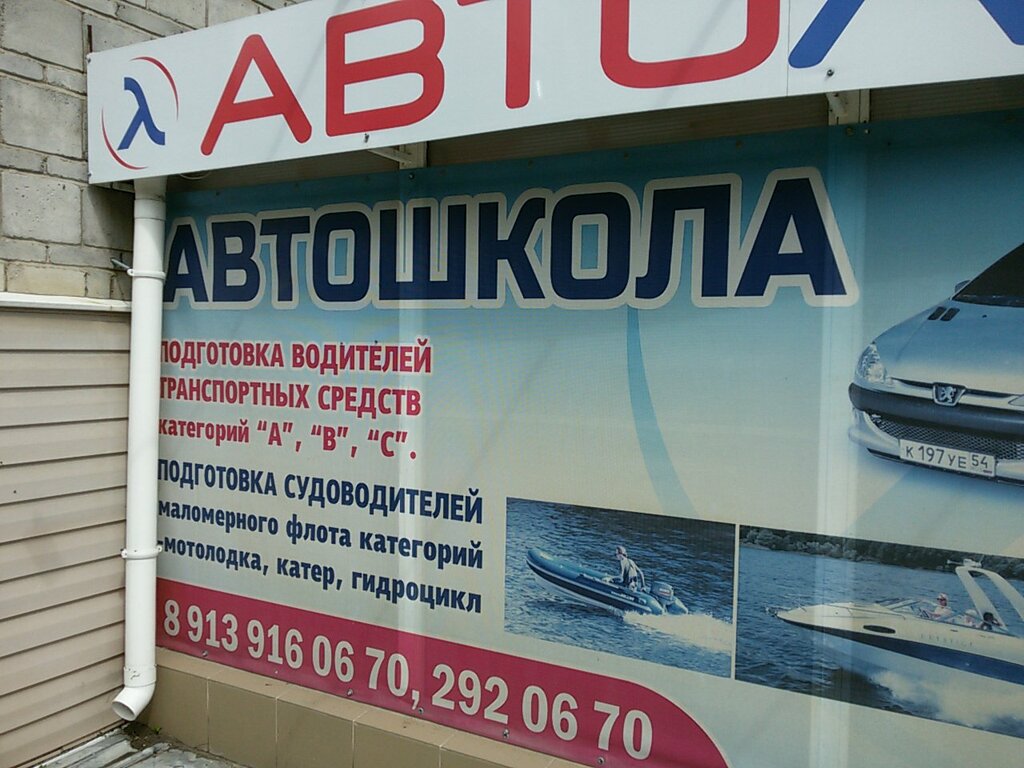 λ АВТО
АВТОШКОЛА
ПОДГОТОВКА ВОДИТЕЛЕЙ
ТРАНСПОРТНЫХ СРЕДСТВ
категорий “А”, “В”, “С”.
ПОДГОТОВКА СУДОВОДИТЕЛЕЙ
маломерного флота категорий
-мотолодка, катер, гидроцикл
8 913 916 06 70, 292 06 70
К 197 УЕ 54